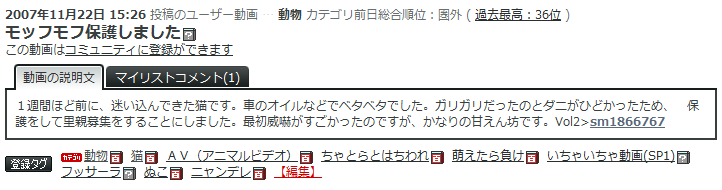 2007年11月22日 15:26 投稿のユーザー動画 ― 動物 カテゴリ前日総合順位：圏外 ( 過去最高：36位 )
モッフモフ保護しました
この動画はコミュニティに登録ができます
動画の説明文 マイリストコメント(1)
１週間ほど前に、迷い込んできた猫です。車のオイルなどでベタベタでした。ガリガリだったのとダニがひどかったため、　保
護をして里親募集をすることにしました。最初威嚇がすごかったのですが、かなりの甘えん坊です。Vol2>sm1866767
登録タグ カテゴリ 動物 百 猫 百 ＡＶ（アニマルビデオ） 百 ちゃとらとはちわれ 百 萌えたら負け 百 いちゃいちゃ動画(SP1) ?
フッサーラ ? ぬこ 百 ニャンデレ 百 【編集】